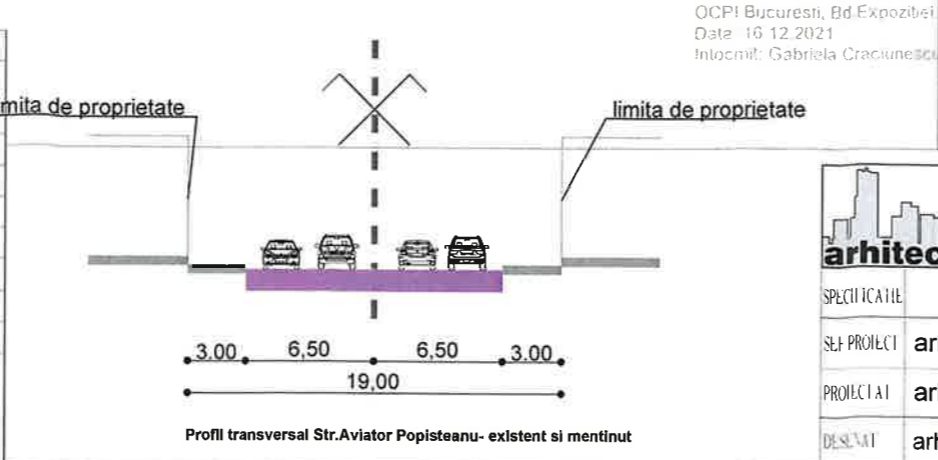 OCPI Bucuresti, Bd.Expozitiei
Data: 16.12.2021
Intocmit: Gabriela Craciunescu
mita de proprietate
limita de proprietate
3.00 6,50 6,50 3.00
19,00
Profil transversal Str.Aviator Popisteanu- existent si mentinut
arhitec
SPECIFICATIE
SEF PROIECT ar
PROIECTAT ar
DESENAT arh